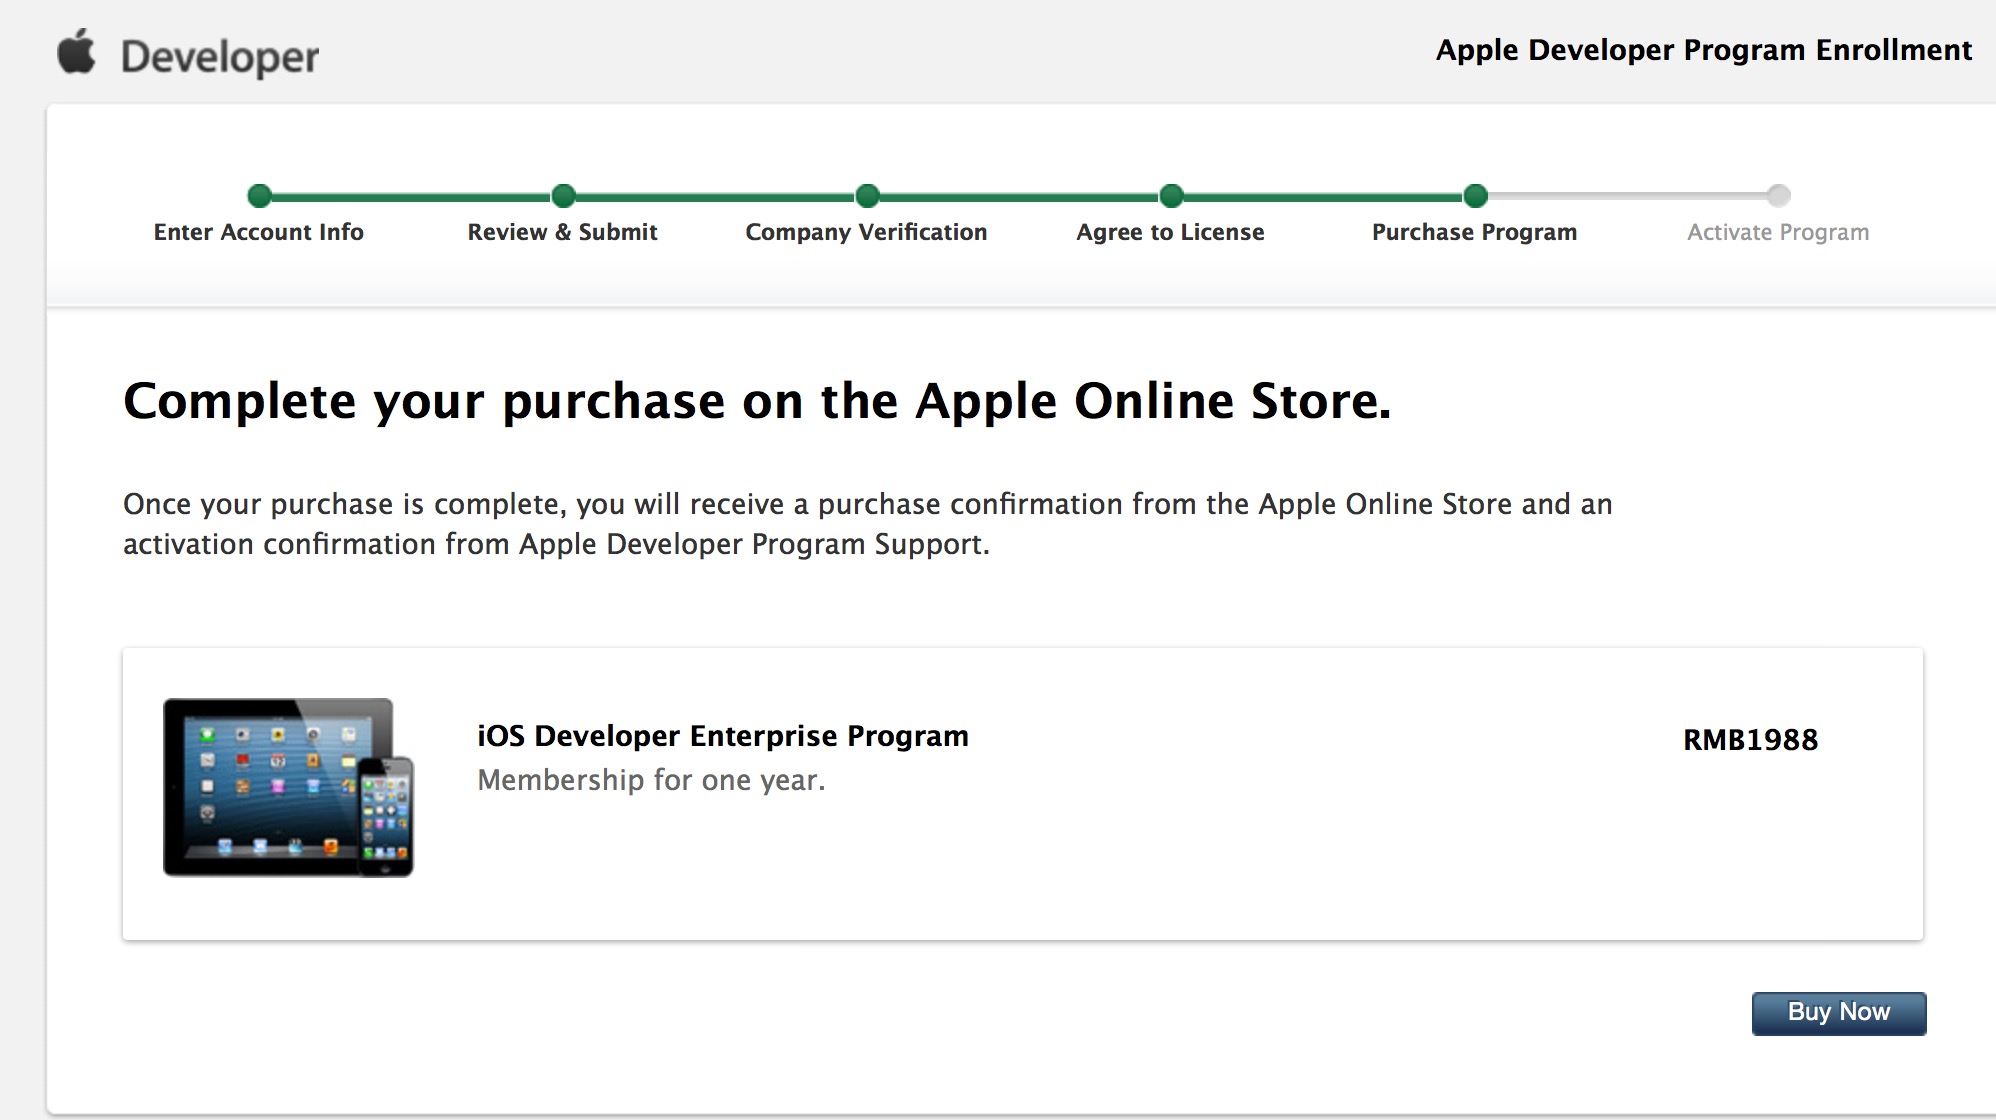 Developer
Apple Developer Program Enrollment
Enter Account Info
Review & Submit
Company Verification
Agree to License
Purchase Program
Activate Program
Complete your purchase on the Apple Online Store.
Once your purchase is complete, you will receive a purchase confirmation from the Apple Online Store and an
activation confirmation from Apple Developer Program Support.
iOS Developer Enterprise Program
RMB1988
Membership for one year.
Buy Now